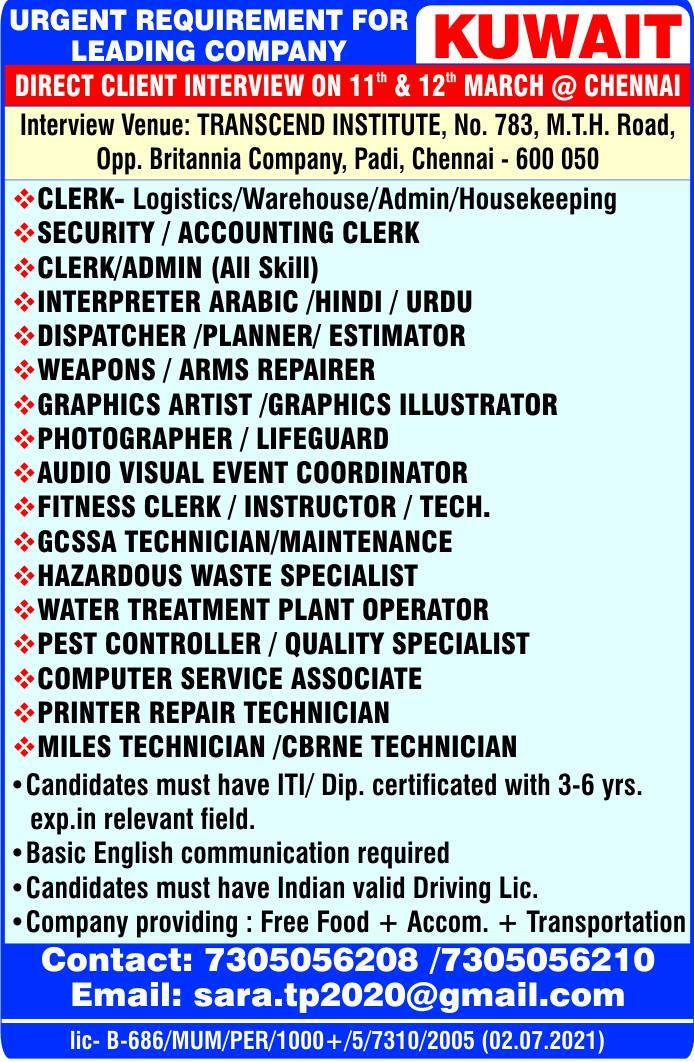 URGENT REQUIREMENT FOR
LEADING COMPANY
KUWAIT
DIRECT CLIENT INTERVIEW ON 11th & 12th MARCH @ CHENNAI
Interview Venue: TRANSCEND INSTITUTE, No. 783, M.T.H. Road,
Opp. Britannia Company, Padi, Chennai - 600 050
❖CLERK- Logistics/Warehouse/Admin/Housekeeping
❖SECURITY / ACCOUNTING CLERK
❖CLERK/ADMIN (All Skill)
❖INTERPRETER ARABIC /HINDI / URDU
❖DISPATCHER /PLANNER/ ESTIMATOR
❖WEAPONS / ARMS REPAIRER
❖GRAPHICS ARTIST /GRAPHICS ILLUSTRATOR
❖PHOTOGRAPHER / LIFEGUARD
❖AUDIO VISUAL EVENT COORDINATOR
❖FITNESS CLERK / INSTRUCTOR / TECH.
❖GCSSA TECHNICIAN/MAINTENANCE
❖HAZARDOUS WASTE SPECIALIST
❖WATER TREATMENT PLANT OPERATOR
❖PEST CONTROLLER / QUALITY SPECIALIST
❖COMPUTER SERVICE ASSOCIATE
❖PRINTER REPAIR TECHNICIAN
❖MILES TECHNICIAN /CBRNE TECHNICIAN
•Candidates must have ITI/ Dip. certificated with 3-6 yrs.
exp.in relevant field.
•Basic English communication required
•Candidates must have Indian valid Driving Lic.
•Company providing : Free Food + Accom. + Transportation
Contact: 7305056208 /7305056210
Email: sara.tp2020@gmail.com
lic- B-686/MUM/PER/1000+/5/7310/2005 (02.07.2021)